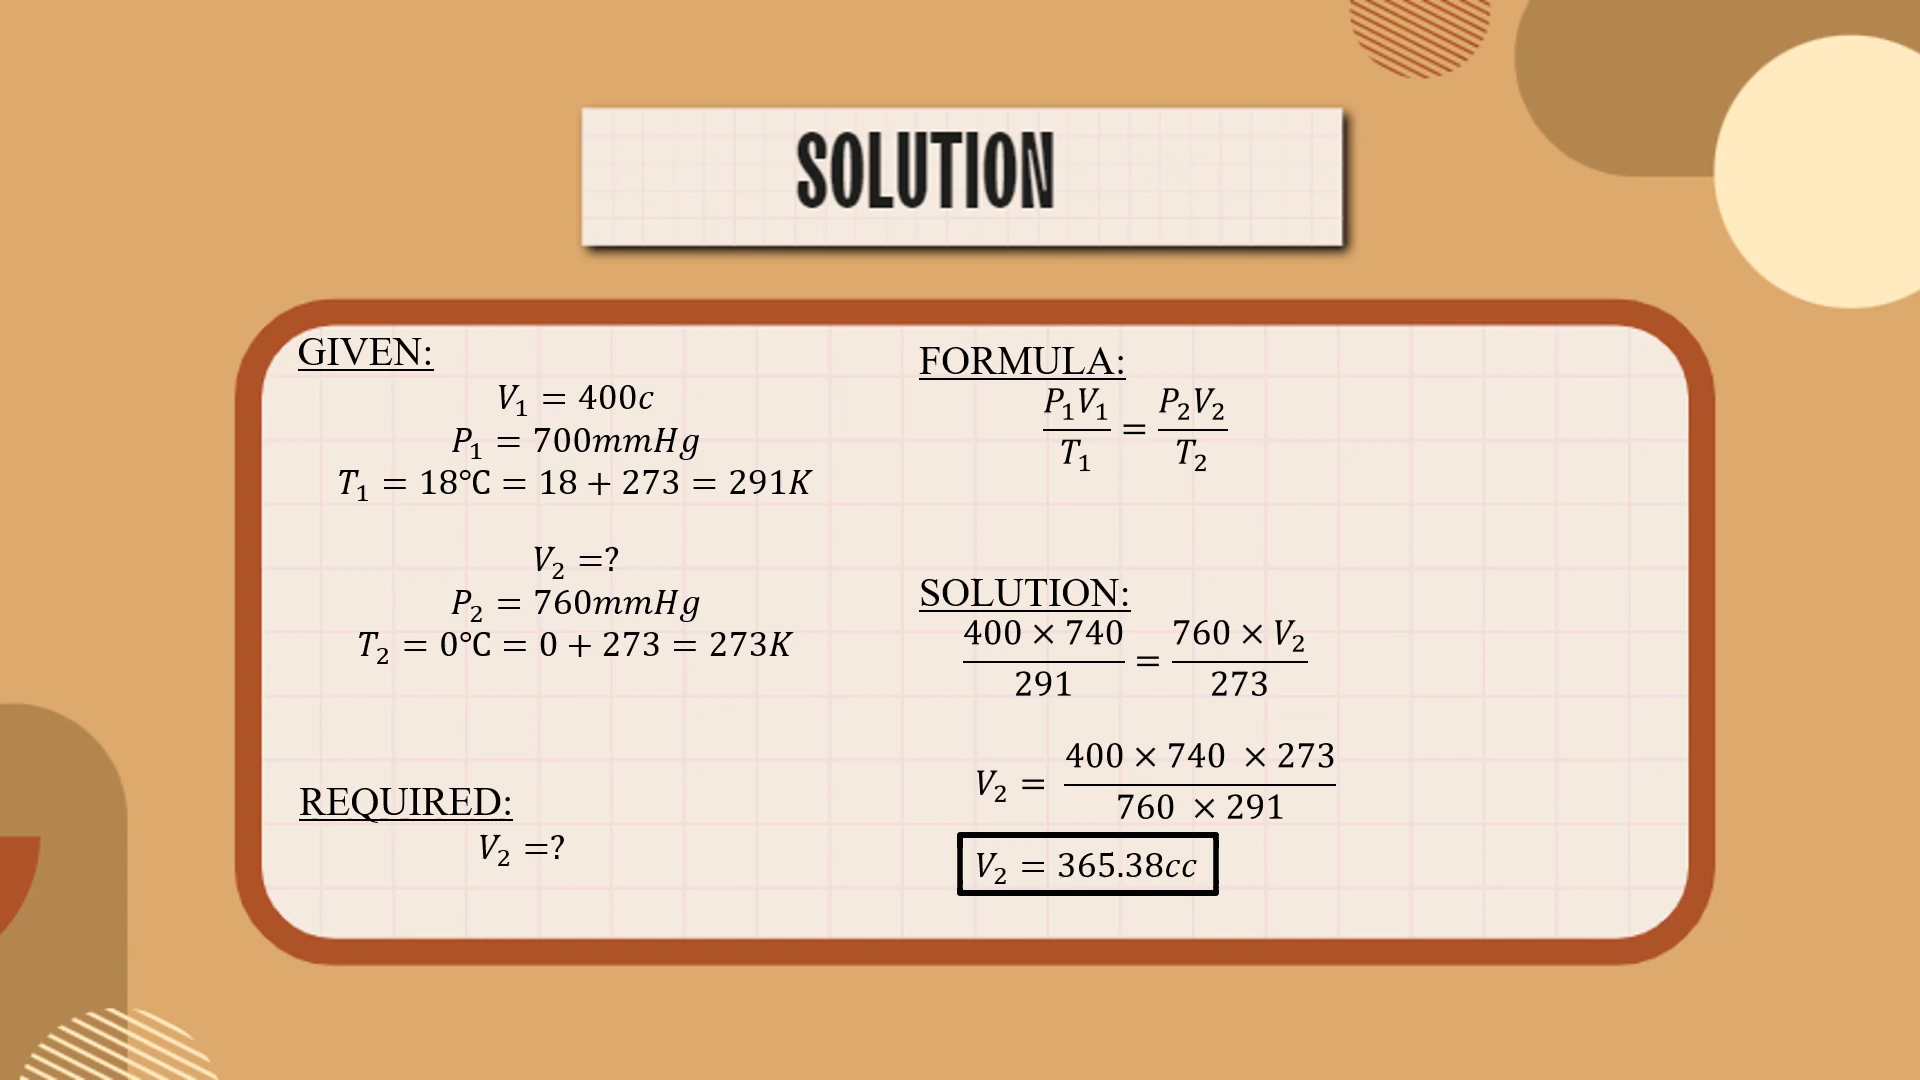 SOLUTION
GIVEN:
V₁ = 400c
P₁ = 700mmHg
T₁ = 18℃ = 18 + 273 = 291K
V₂ =?
P₂ = 760mmHg
T₂ = 0℃ = 0 + 273 = 273K
REQUIRED:
V₂ =?
FORMULA:
P₁V₁/T₁ = P₂V₂/T₂
SOLUTION:
400 × 740/291 = 760 × V₂/273
V₂ = 400 × 740 × 273/760 × 291
V₂ = 365.38cc